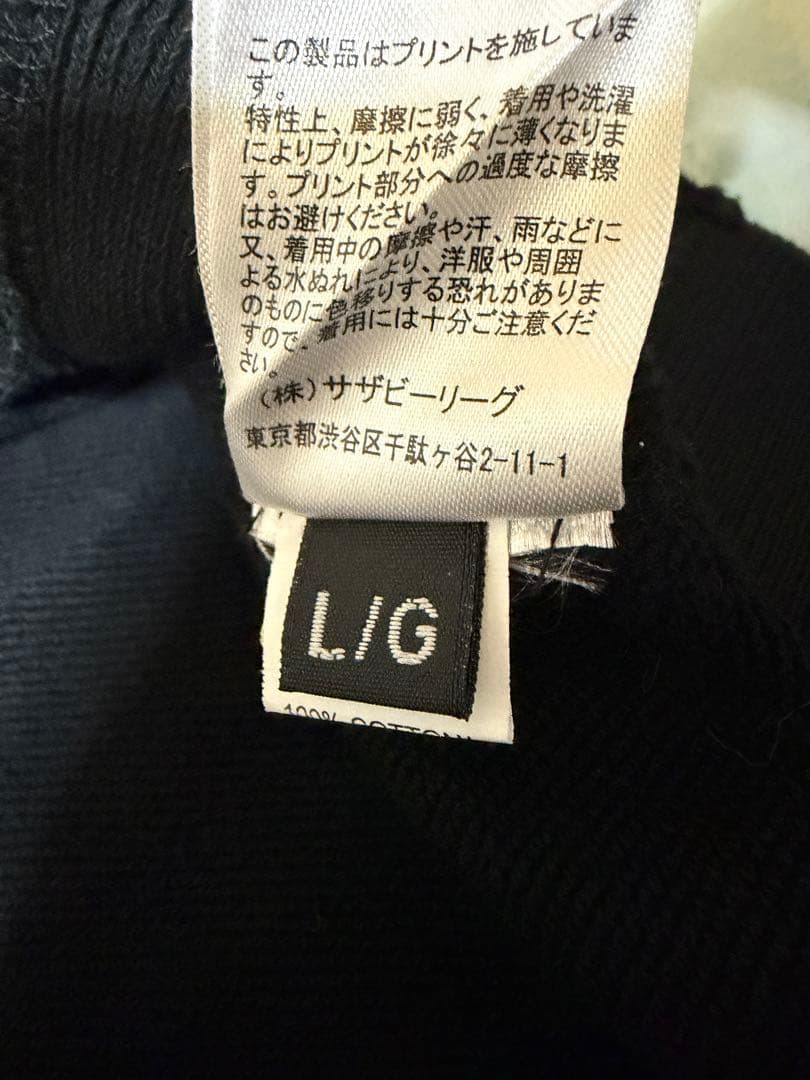 この製品はプリントを施していま
す。
特性上、摩擦に弱く、着用や洗濯
によりプリントが徐々に薄くなりま
す。プリント部分への過度な摩擦
はお避けください。
又、着用中の摩擦や汗、雨などに
よる水ぬれにより、洋服や周囲
のものに色移りする恐れがありま
すので、着用には十分ご注意くだ
さい。
(株)サザビーリーグ
東京都渋谷区千駄ヶ谷2-11-1
L/G
100% COTTON